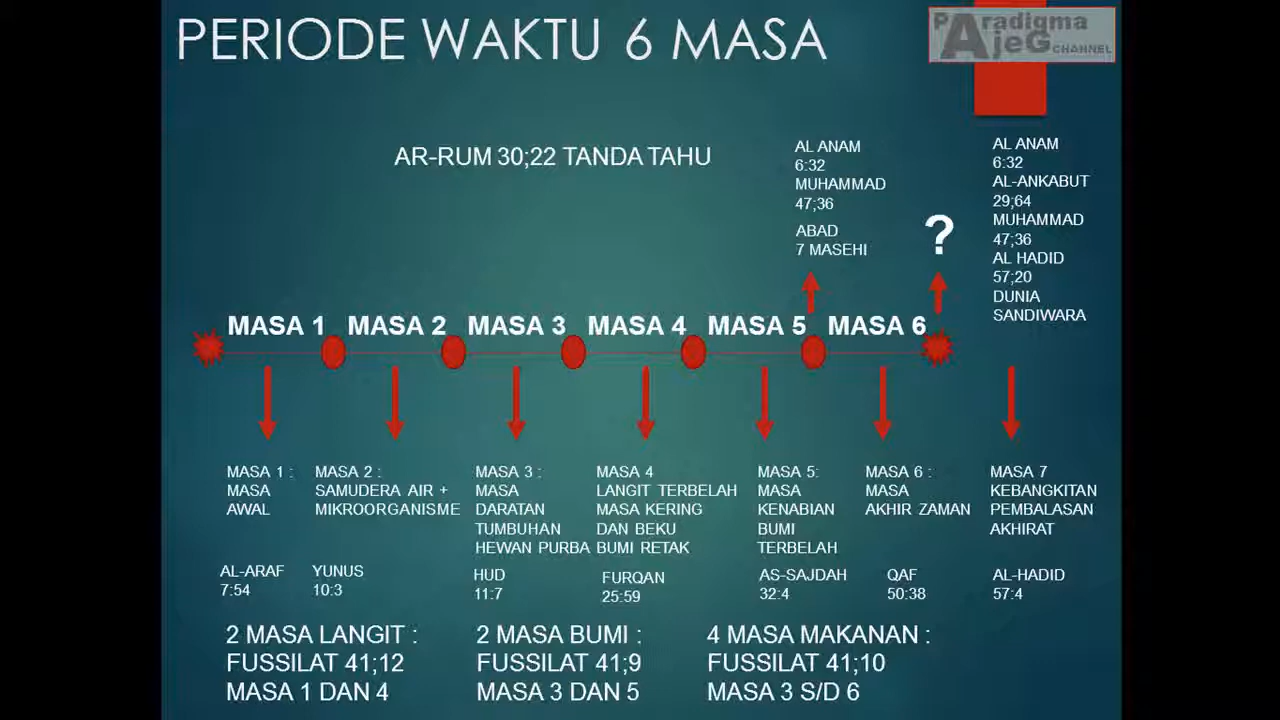 PERIODE WAKTU 6 MASA
Paradigma
AjeG CHANNEL
AR-RUM 30;22 TANDA TAHU
AL ANAM
6:32
MUHAMMAD
47;36
ABAD
7 MASEHI
?
AL ANAM
6:32
AL-ANKABUT
29;64
MUHAMMAD
47;36
AL HADID
57;20
DUNIA
SANDIWARA
MASA 1 MASA 2 MASA 3 MASA 4 MASA 5 MASA 6
MASA 1 :
MASA
AWAL
MASA 2 :
SAMUDERA AIR +
MIKROORGANISME
MASA 3 :
MASA
DARATAN
TUMBUHAN
HEWAN PURBA
MASA 4
LANGIT TERBELAH
MASA KERING
DAN BEKU
BUMI RETAK
MASA 5:
MASA
KENABIAN
BUMI
TERBELAH
MASA 6 :
MASA
AKHIR ZAMAN
MASA 7
KEBANGKITAN
PEMBALASAN
AKHIRAT
AL-ARAF
7:54
YUNUS
10:3
HUD
11:7
FURQAN
25:59
AS-SAJDAH
32:4
QAF
50:38
AL-HADID
57:4
2 MASA LANGIT :
FUSSILAT 41;12
MASA 1 DAN 4
2 MASA BUMI :
FUSSILAT 41;9
MASA 3 DAN 5
4 MASA MAKANAN :
FUSSILAT 41;10
MASA 3 S/D 6